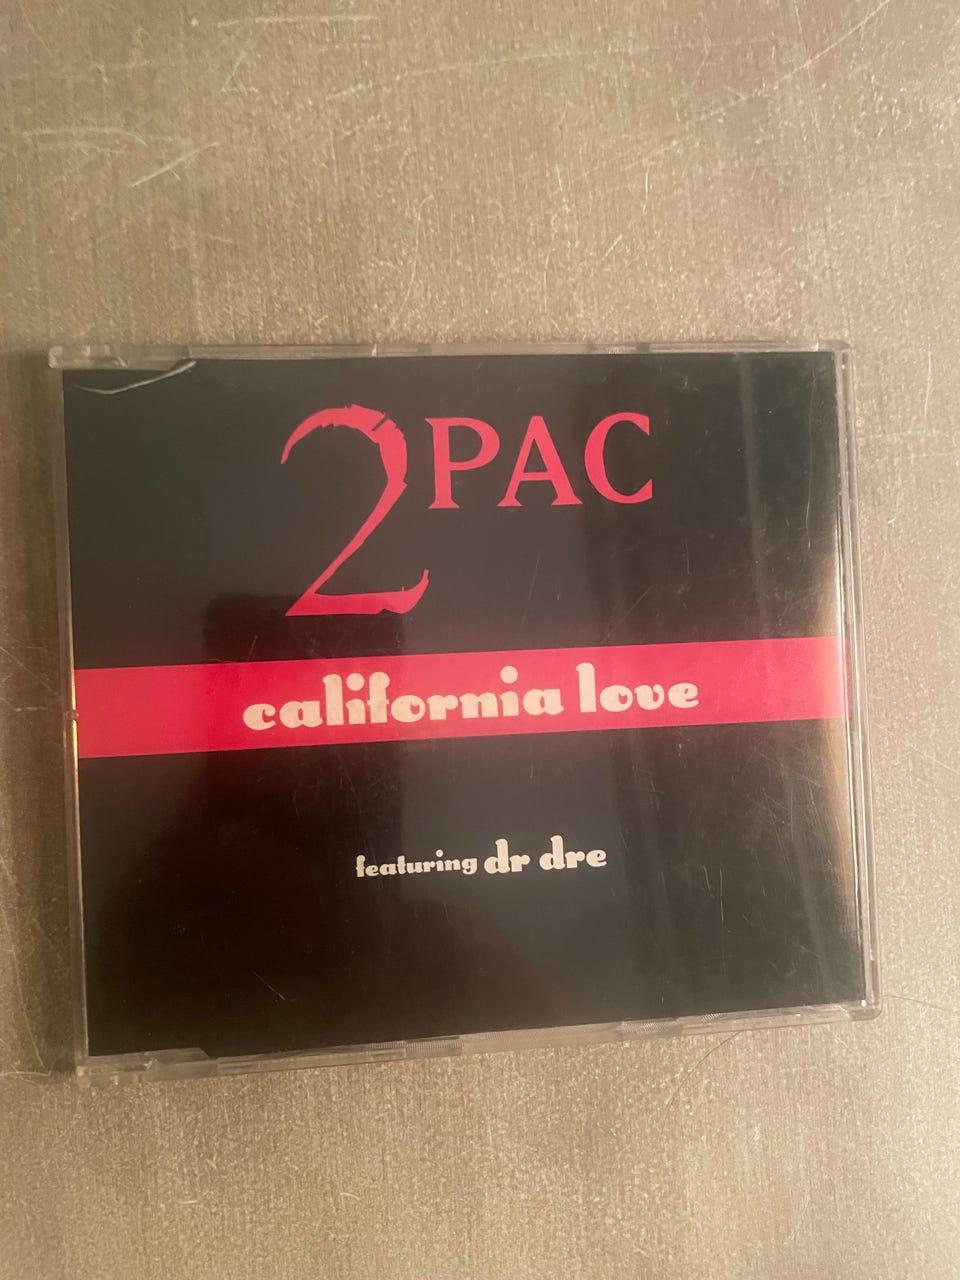 2PAC
california love
featuring dr dre